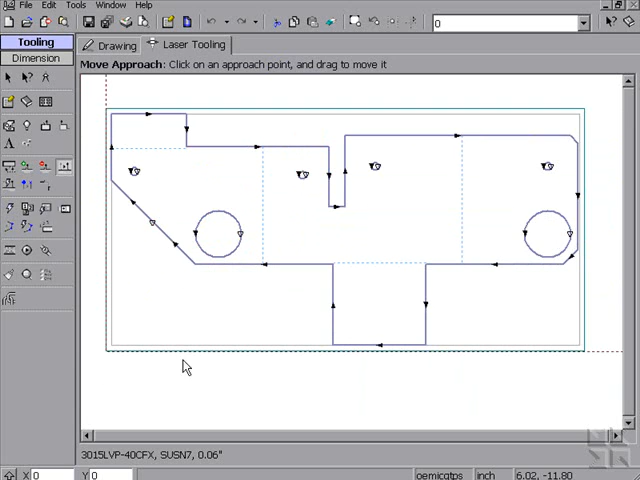 File Edit Tools Window Help
0
Tooling
Drawing
Laser Tooling
Dimension
Move Approach: Click on an approach point, and drag to move it
3015LVP-40CFX, SUSN7, 0.06"
X 0
Y 0
oemicgtps
inch
6.02, -11.80